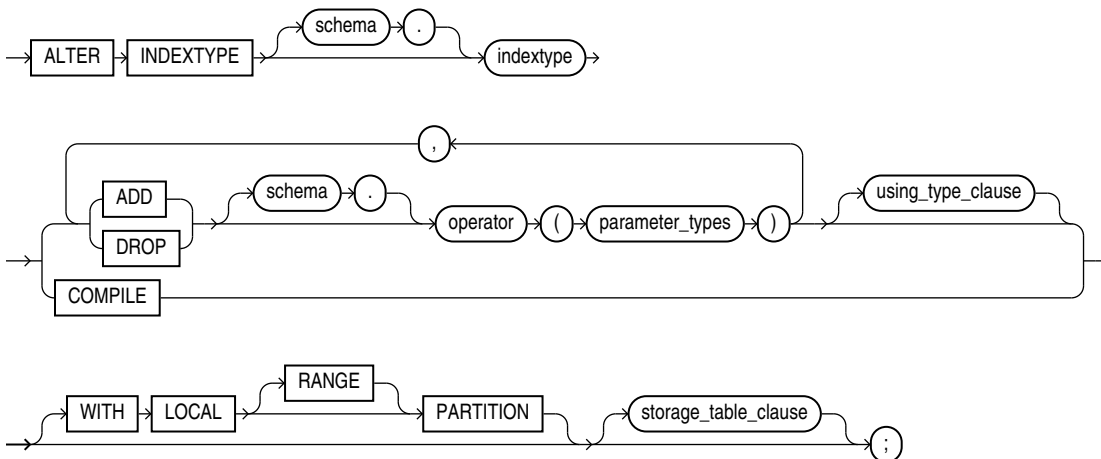 schema .
ALTER INDEXTYPE indextype
,
ADD schema . using_type_clause
DROP operator ( parameter_types )
COMPILE
RANGE
WITH LOCAL PARTITION storage_table_clause
;